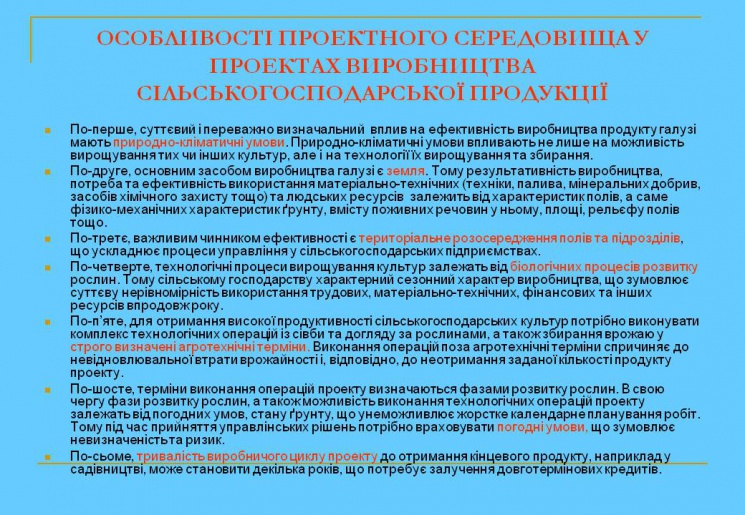 ОСОБЛИВОСТІ ПРОЕКТНОГО СЕРЕДОВИЩА У
ПРОЕКТАХ ВИРОБНИЦТВА
СІЛЬСЬКОГОСПОДАРСЬКОЇ ПРОДУКЦІЇ
По-перше, суттєвий і переважно визначальний вплив на ефективність виробництва продукту галузі
мають природно-кліматичні умови. Природно-кліматичні умови впливають не лише на можливість
вирощування тих чи інших культур, але і на технології їх вирощування та збирання.
По-друге, основним засобом виробництва галузі є земля. Тому результативність виробництва,
потреба та ефективність використання матеріально-технічних (техніки, палива, мінеральних добрив,
засобів хімічного захисту тощо) та людських ресурсів залежить від характеристик полів, а саме
фізико-механічних характеристик ґрунту, вмісту поживних речовин у ньому, площі, рельєфу полів
тощо.
По-третє, важливим чинником ефективності є територіальне розосередження полів та підрозділів,
що ускладнює процеси управління у сільськогосподарських підприємствах.
По-четверте, технологічні процеси вирощування культур залежать від біологічних процесів розвитку
рослин. Тому сільському господарству характерний сезонний характер виробництва, що зумовлює
суттєву нерівномірність використання трудових, матеріально-технічних, фінансових та інших
ресурсів впродовж року.
По-п'яте, для отримання високої продуктивності сільськогосподарських культур потрібно виконувати
комплекс технологічних операцій із сівби та догляду за рослинами, а також збирання врожаю у
строго визначені агротехнічні терміни. Виконання операцій поза агротехнічні терміни спричиняє до
невідновлювальної втрати врожайності і, відповідно, до неотримання заданої кількості продукту
проекту.
По-шосте, терміни виконання операцій проекту визначаються фазами розвитку рослин. В свою
чергу фази розвитку рослин, а також можливість виконання технологічних операцій проекту
залежать від погодних умов, стану ґрунту, що унеможливлює жорстке календарне планування робіт.
Тому під час прийняття управлінських рішень потрібно враховувати погодні умови, що зумовлює
невизначеність та ризик.
По-сьоме, тривалість виробничого циклу проекту до отримання кінцевого продукту, наприклад у
садівництві, може становити декілька років, що потребує залучення довготермінових кредитів.